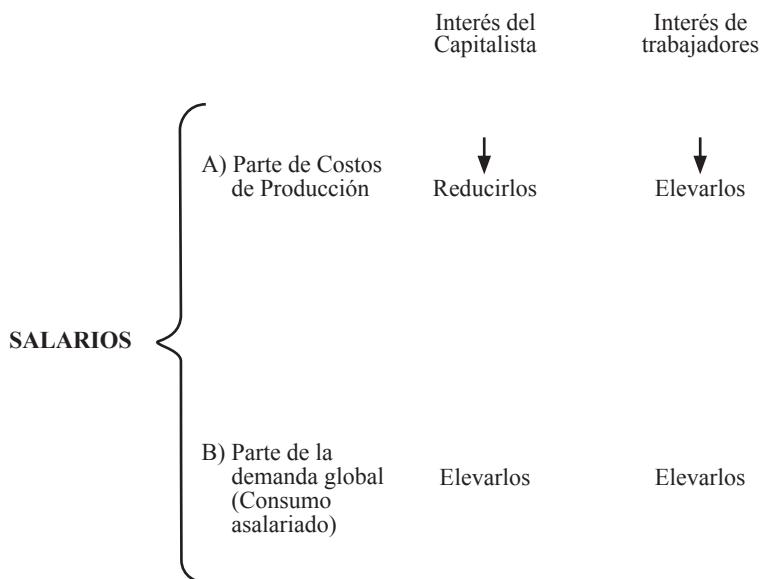 Interés del Interés de
Capitalista trabajadores
A) Parte de Costos
de Producción Reducirlos Elevarlos
SALARIOS
B) Parte de la
demanda global Elevarlos Elevarlos
(Consumo
asalariado)